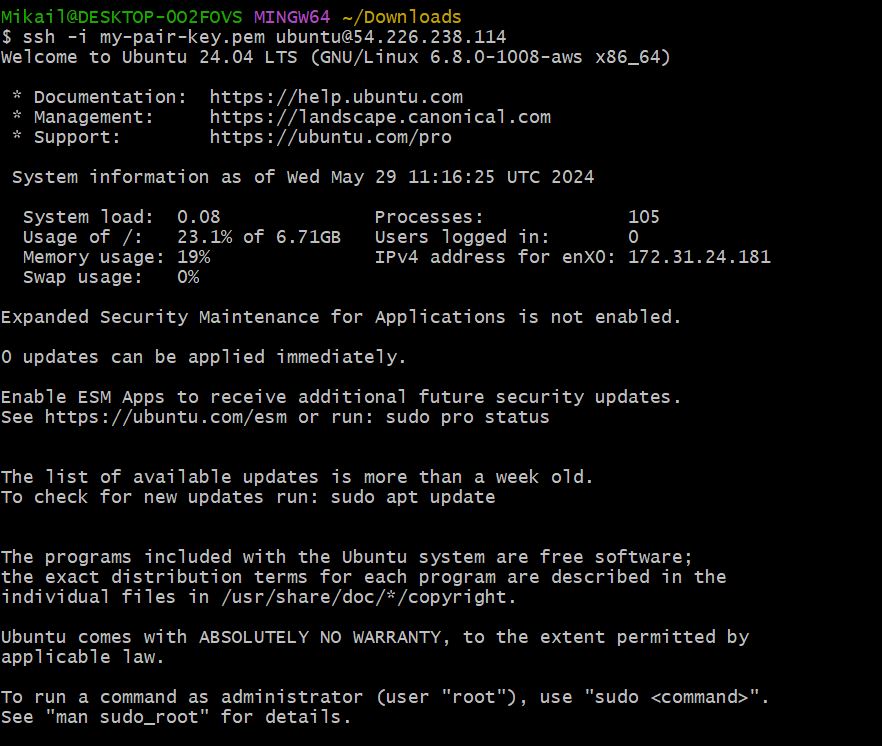 Mikail@DESKTOP-OO2FOVS MINGW64 ~/Downloads
$ ssh -i my-pair-key.pem ubuntu@54.226.238.114
Welcome to Ubuntu 24.04 LTS (GNU/Linux 6.8.0-1008-aws x86_64)
* Documentation: https://help.ubuntu.com
* Management: https://landscape.canonical.com
* Support: https://ubuntu.com/pro
System information as of Wed May 29 11:16:25 UTC 2024
System load: 0.08 Processes: 105
Usage of /: 23.1% of 6.71GB Users logged in: 0
Memory usage: 19% IPv4 address for enX0: 172.31.24.181
Swap usage: 0%
Expanded Security Maintenance for Applications is not enabled.
0 updates can be applied immediately.
Enable ESM Apps to receive additional future security updates.
See https://ubuntu.com/esm or run: sudo pro status
The list of available updates is more than a week old.
To check for new updates run: sudo apt update
The programs included with the Ubuntu system are free software;
the exact distribution terms for each program are described in the
individual files in /usr/share/doc/*/copyright.
Ubuntu comes with ABSOLUTELY NO WARRANTY, to the extent permitted by
applicable law.
To run a command as administrator (user "root"), use "sudo <command>".
See "man sudo_root" for details.